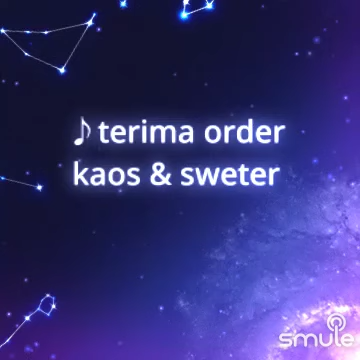 ♪ terima order
kaos & sweter
smule